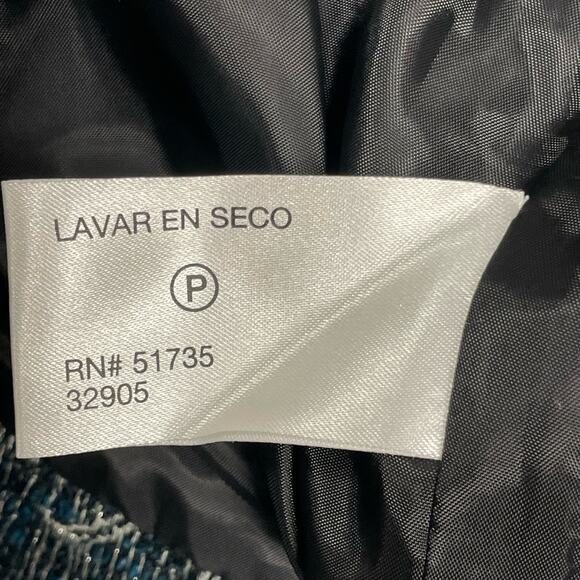 LAVAR EN SECO
P
RN# 51735
32905